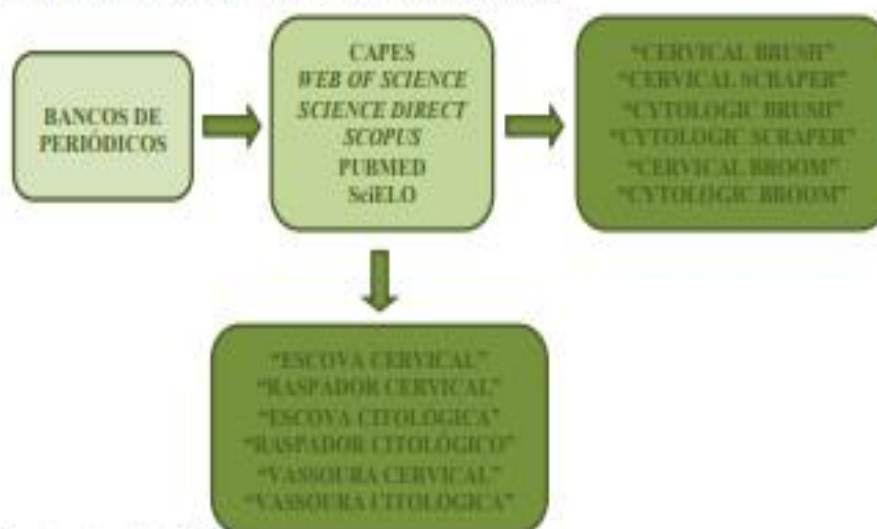 BANCOS DE
PERIÓDICOS
CAPES
WEB OF SCIENCE
SCIENCE DIRECT
SCOPUS
PUBMED
SciELO
"CERVICAL BRUSH"
"CERVICAL SCRAPER"
"CYTOLOGIC BRUSH"
"CYTOLOGIC SCRAPER"
"CERVICAL BROOM"
"CYTOLOGIC BROOM"
"ESCOVA CERVICAL"
"RASPADOR CERVICAL"
"ESCOVA CITOLÓGICA"
"RASPADOR CITOLÓGICO"
"VASSOURA CERVICAL"
"VASSOURA CITOLÓGICA"